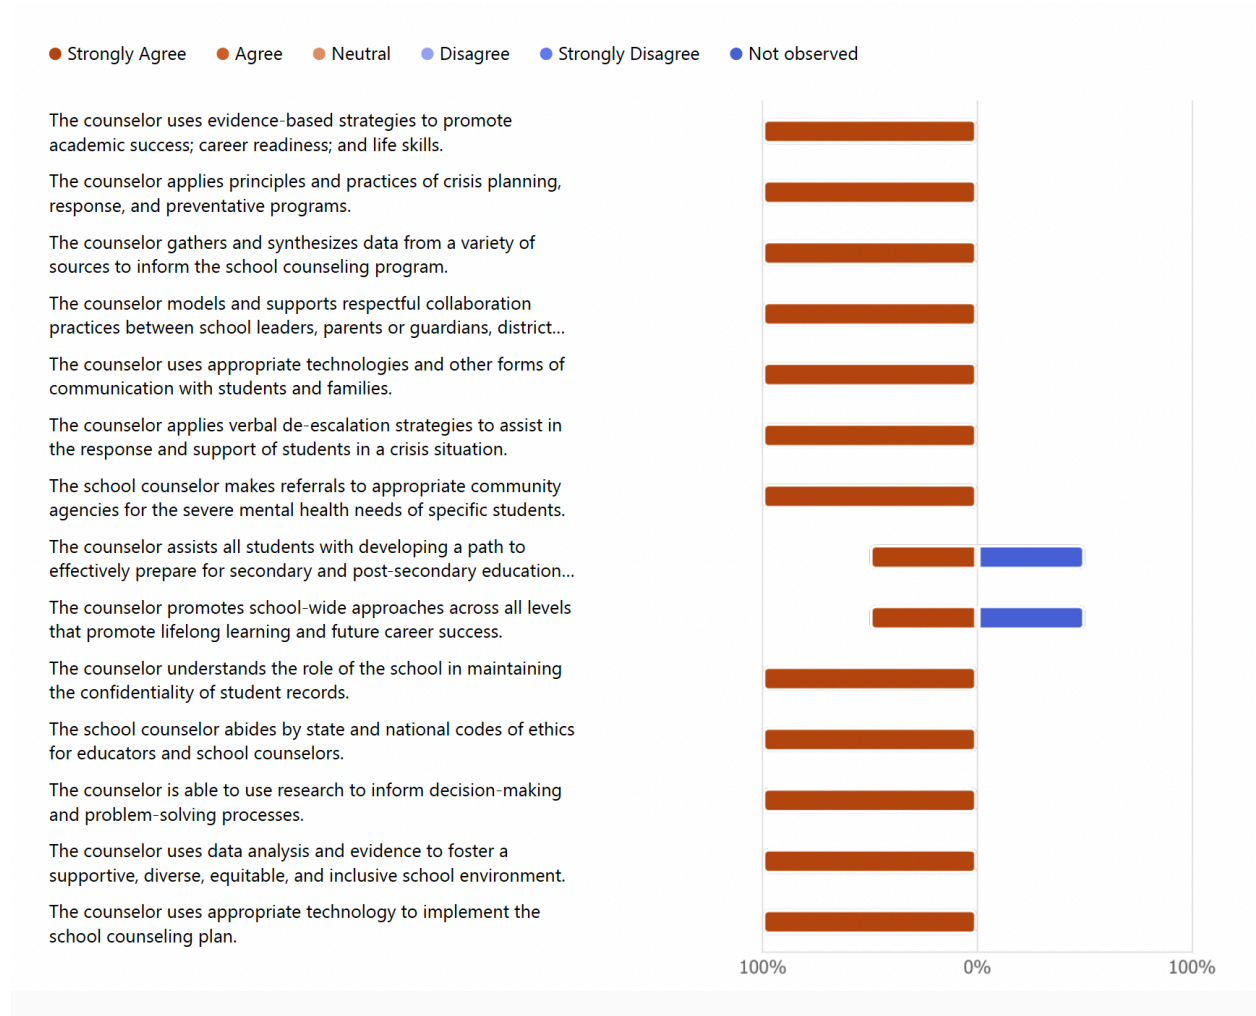 Strongly Agree Agree Neutral Disagree Strongly Disagree Not observed
The counselor uses evidence-based strategies to promote
academic success; career readiness; and life skills.
The counselor applies principles and practices of crisis planning,
response, and preventative programs.
The counselor gathers and synthesizes data from a variety of
sources to inform the school counseling program.
The counselor models and supports respectful collaboration
practices between school leaders, parents or guardians, district...
The counselor uses appropriate technologies and other forms of
communication with students and families.
The counselor applies verbal de-escalation strategies to assist in
the response and support of students in a crisis situation.
The school counselor makes referrals to appropriate community
agencies for the severe mental health needs of specific students.
The counselor assists all students with developing a path to
effectively prepare for secondary and post-secondary education...
The counselor promotes school-wide approaches across all levels
that promote lifelong learning and future career success.
The counselor understands the role of the school in maintaining
the confidentiality of student records.
The school counselor abides by state and national codes of ethics
for educators and school counselors.
The counselor is able to use research to inform decision-making
and problem-solving processes.
The counselor uses data analysis and evidence to foster a
supportive, diverse, equitable, and inclusive school environment.
The counselor uses appropriate technology to implement the
school counseling plan.
100% 0% 100%